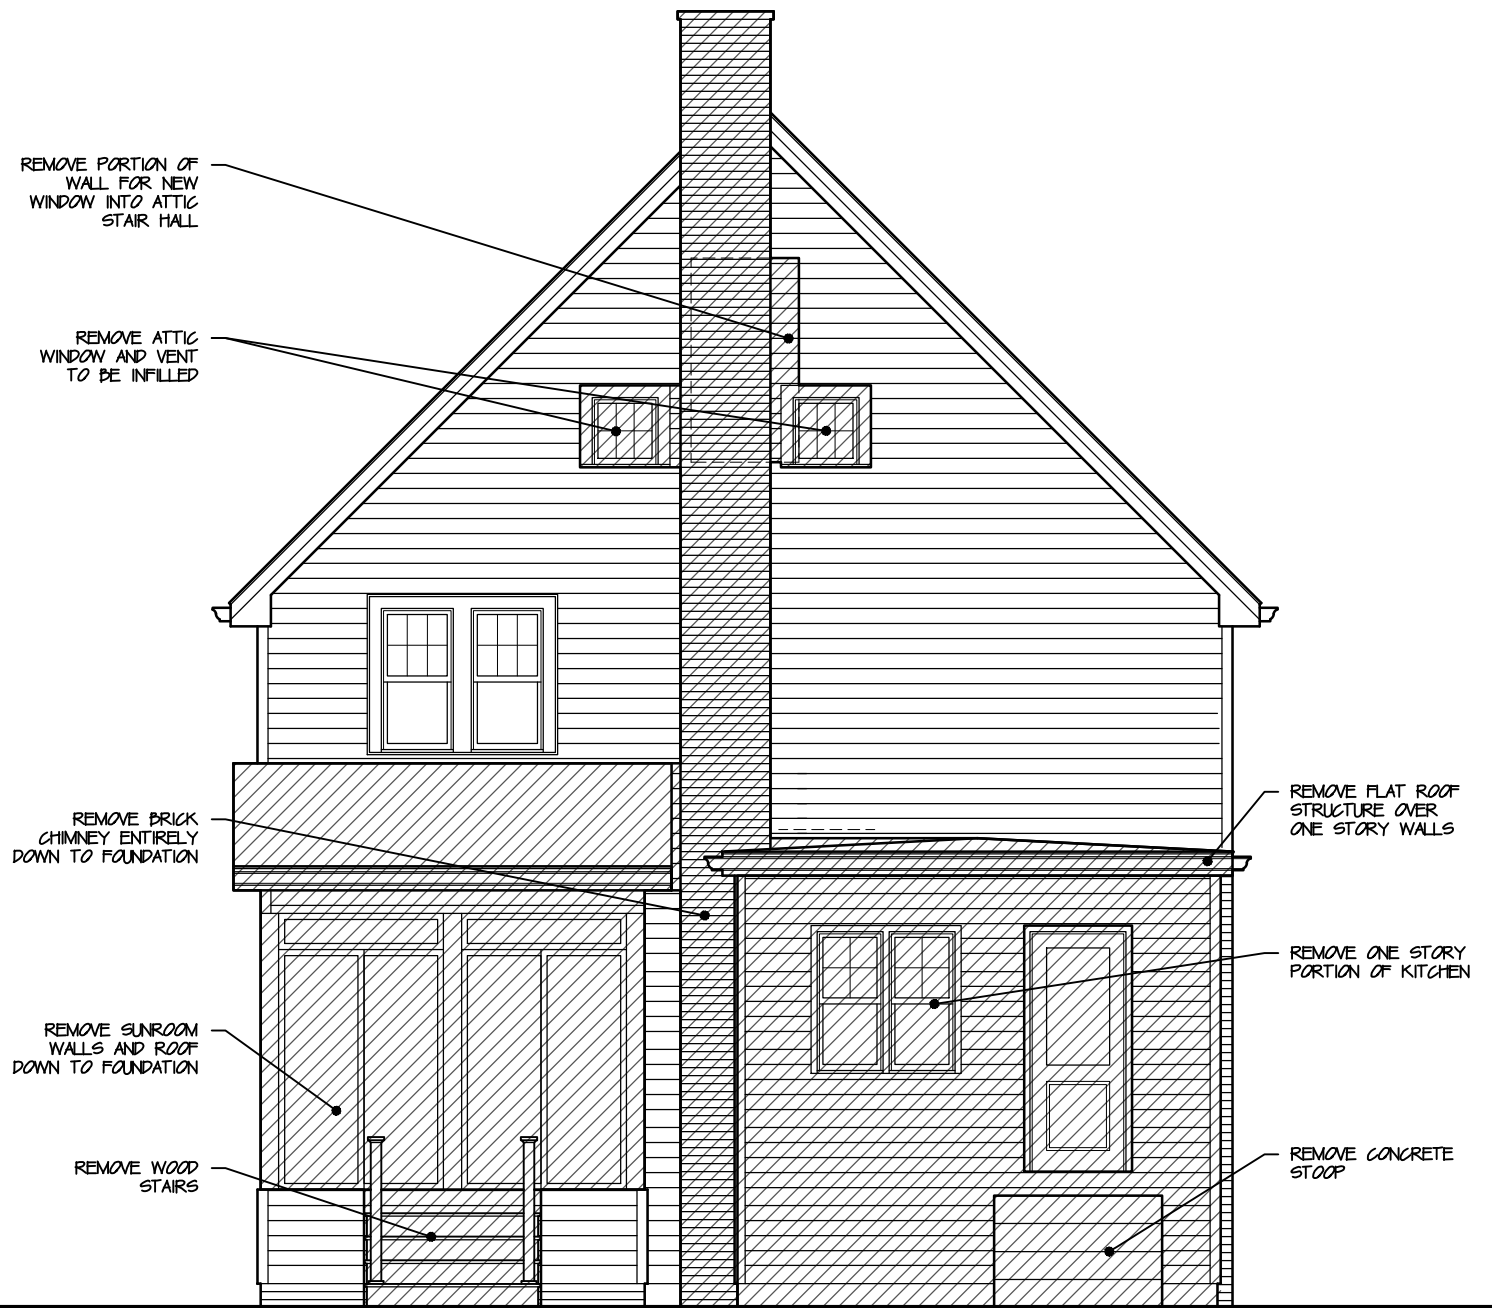 REMOVE PORTION OF
WALL FOR NEW
WINDOW INTO ATTIC
STAIR HALL
REMOVE ATTIC
WINDOW AND VENT
TO BE INFILLED
REMOVE BRICK
CHIMNEY ENTIRELY
DOWN TO FOUNDATION
REMOVE SUNROOM
WALLS AND ROOF
DOWN TO FOUNDATION
REMOVE WOOD
STAIRS
REMOVE FLAT ROOF
STRUCTURE OVER
ONE STORY WALLS
REMOVE ONE STORY
PORTION OF KITCHEN
REMOVE CONCRETE
STOOP